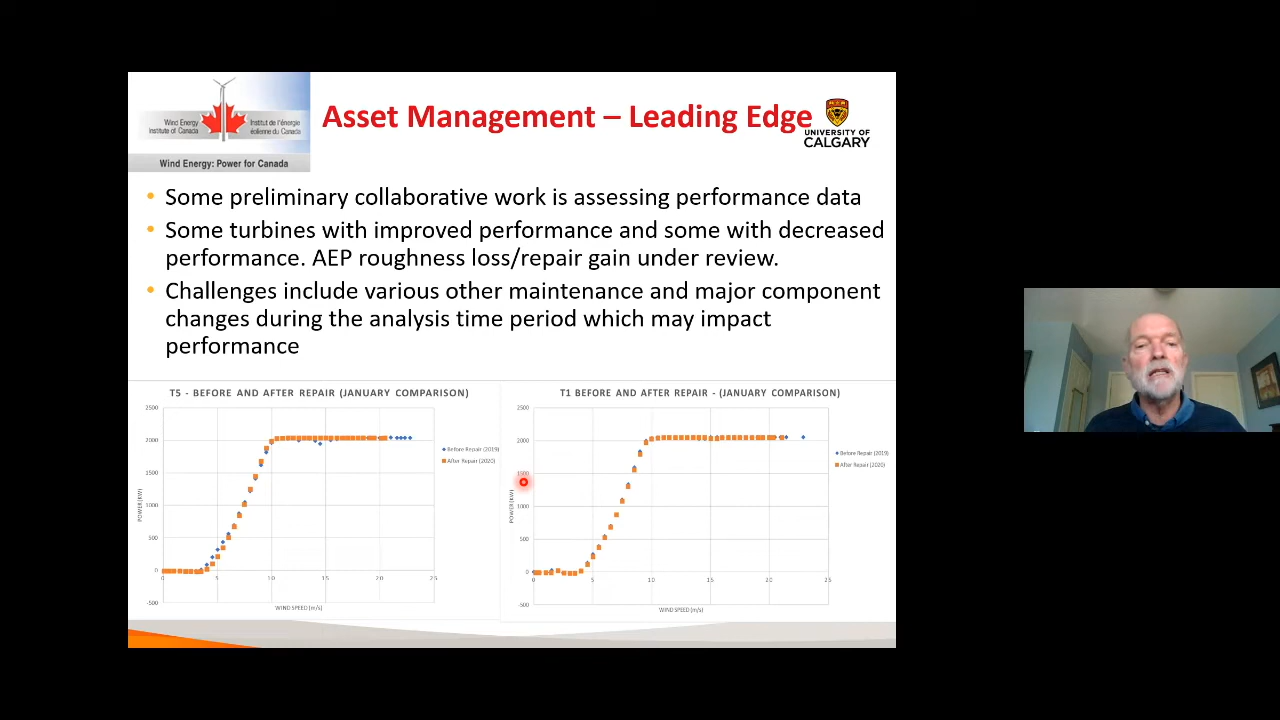 Wind Energy
Institute of Canada
Institut de l'énergie
éolienne du Canada
Wind Energy: Power for Canada
Asset Management – Leading Edge
UNIVERSITY OF
CALGARY
• Some preliminary collaborative work is assessing performance data
• Some turbines with improved performance and some with decreased
performance. AEP roughness loss/repair gain under review.
• Challenges include various other maintenance and major component
changes during the analysis time period which may impact
performance
T5 - BEFORE AND AFTER REPAIR (JANUARY COMPARISON)
2500
2000
1500
1000
500
0
-500
0 5 10 15 20 25
POWER (KW)
WIND SPEED (m/s)
Before Repair (2019)
After Repair (2020)
T1 BEFORE AND AFTER REPAIR - (JANUARY COMPARISON)
2500
2000
1500
1000
500
0
-500
0 5 10 15 20 25
POWER (KW)
WIND SPEED (m/s)
Before Repair (2019)
After Repair (2020)